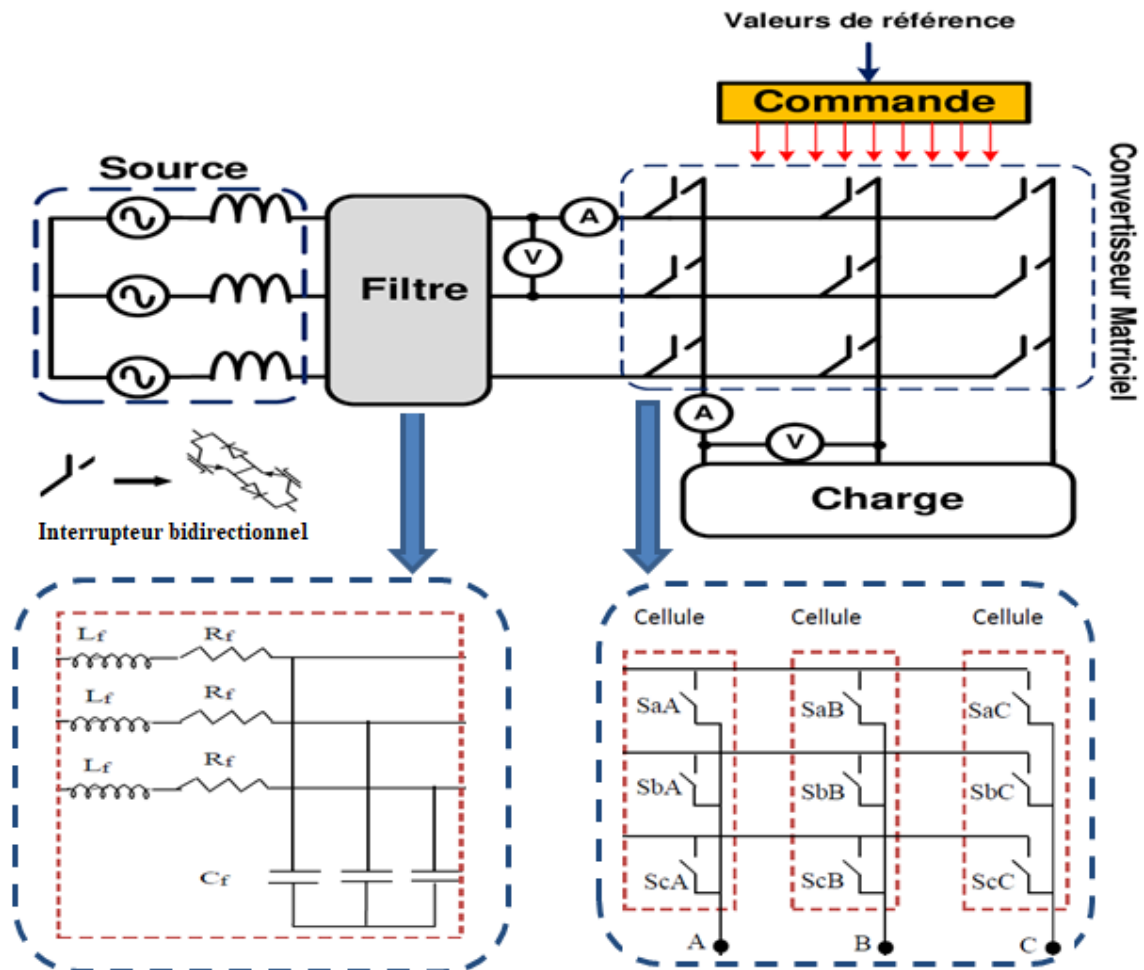 Valeurs de référence
Commande
Source
Convertisseur Matriciel
A
V
Filtre
A
V
Charge
Interrupteur bidirectionnel
Lf
Rf
Lf
Rf
Lf
Rf
Cf
Cellule Cellule Cellule
SaA SaB SaC
SbA SbB SbC
ScA ScB ScC
A B C